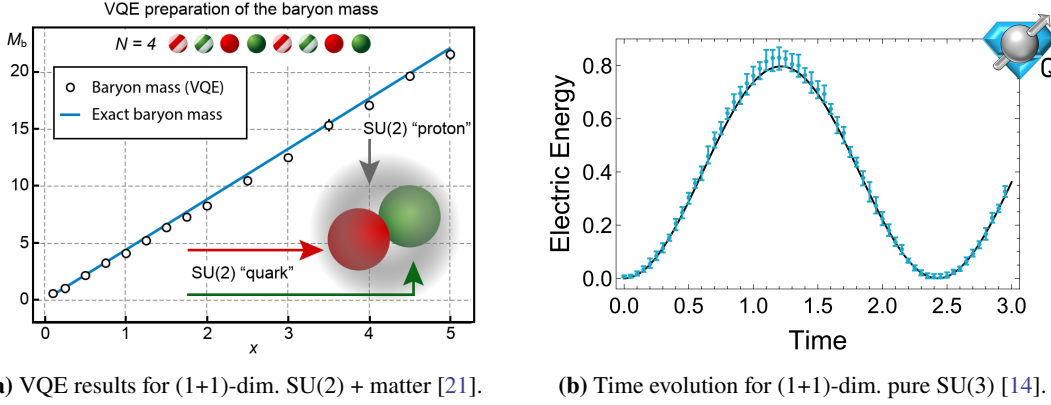 VQE preparation of the baryon mass
M_b
N = 4
20
15
10
5
0
Baryon mass (VQE)
Exact baryon mass
SU(2) “proton”
SU(2) “quark”
0 1 2 3 4 5
x
a) VQE results for (1+1)-dim. SU(2) + matter [21].
Q
Electric Energy
0.8
0.6
0.4
0.2
0.0
0.0 0.5 1.0 1.5 2.0 2.5 3.0
Time
(b) Time evolution for (1+1)-dim. pure SU(3) [14].